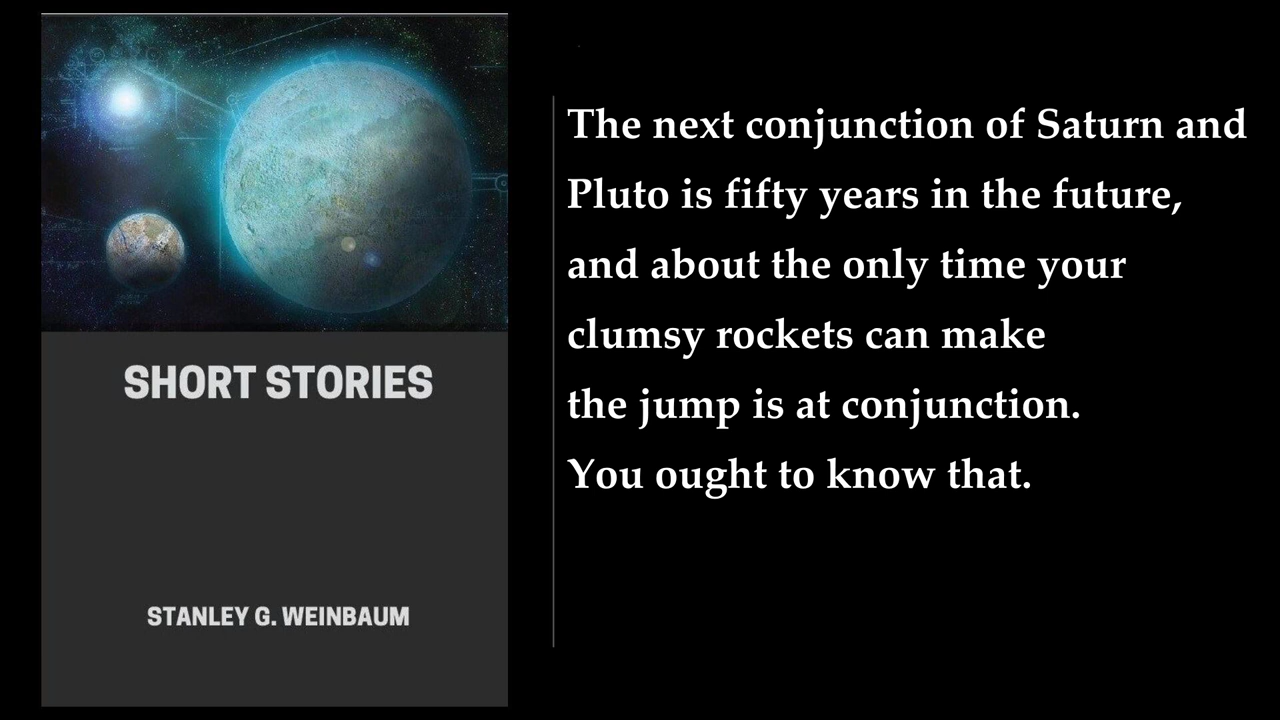 SHORT STORIES
STANLEY G. WEINBAUM
The next conjunction of Saturn and
Pluto is fifty years in the future,
and about the only time your
clumsy rockets can make
the jump is at conjunction.
You ought to know that.